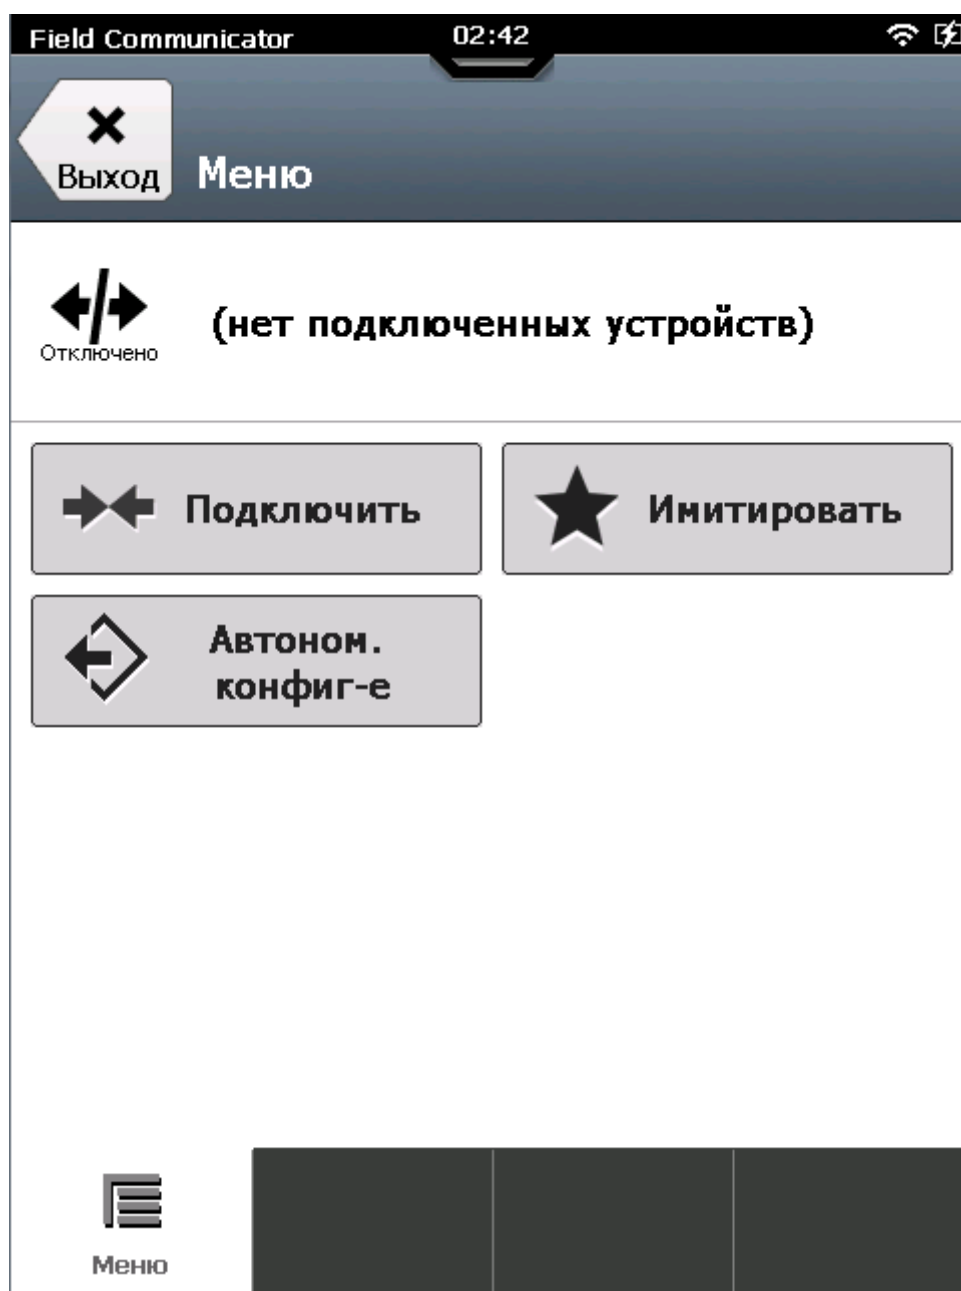 Field Communicator
02:42
Выход
Меню
Отключено
(нет подключенных устройств)
Подключить
Имитировать
Автоном.
конфиг-е
Меню